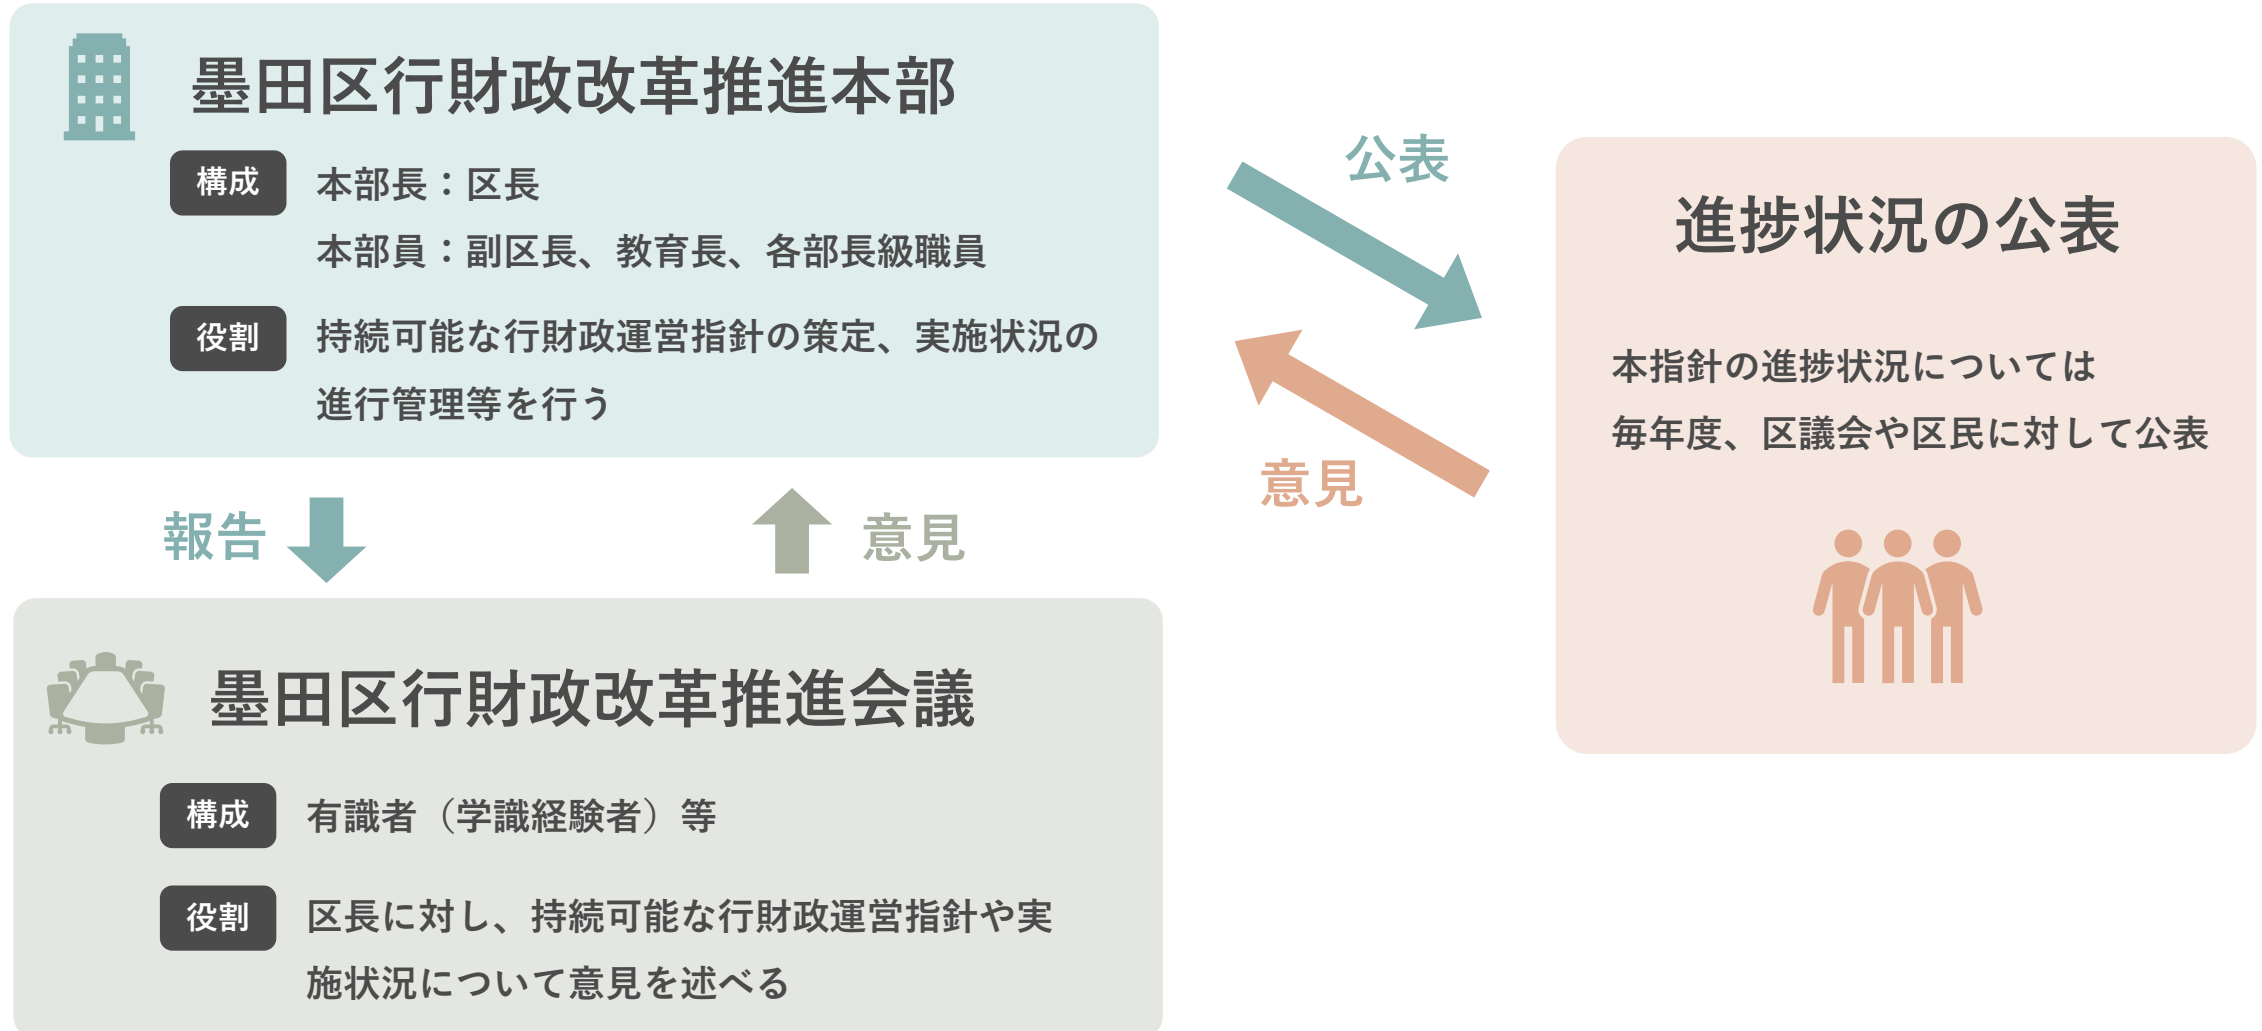 墨田区行財政改革推進本部
構成
本部長：区長
本部員：副区長、教育長、各部長級職員
役割
持続可能な行財政運営指針の策定、実施状況の
進行管理等を行う
公表
意見
進捗状況の公表
本指針の進捗状況については
毎年度、区議会や区民に対して公表
報告
意見
墨田区行財政改革推進会議
構成
有識者（学識経験者）等
役割
区長に対し、持続可能な行財政運営指針や実
施状況について意見を述べる